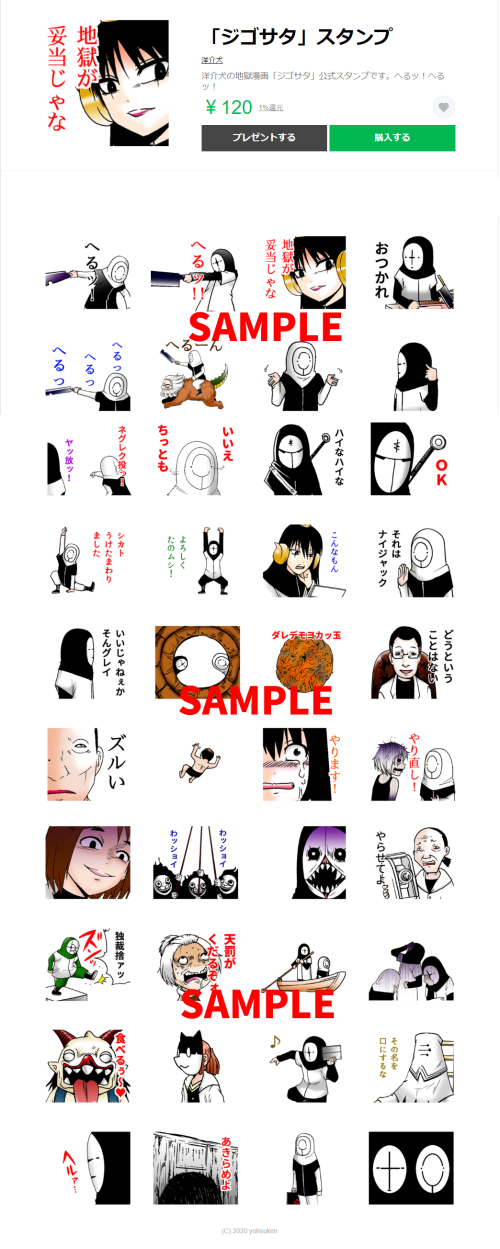 地獄が
妥当じゃな
「ジゴサタ」スタンプ
洋介犬
洋介犬の地獄漫画「ジゴサタ」公式スタンプです。へるッ！へる
ッ！
￥120
1%還元
プレゼントする
購入する
へるッ！
へるッ!!
地獄が
妥当じゃな
おつかれ
SAMPLE
へるっ
へるっ
へるっ
へるーん
ヤッ放ッ！
ネグレク投っ！
いいえ
ちっとも
ハイなハイな
OK
シカト
うけたまわり
ました
よろしく
たのムシ！
こんなもん
それは
ナイジャック
いいじゃねぇか
そんグレイ
ダレデモヨカッ玉
どうという
ことはない
SAMPLE
ズルい
やります！
やり直し！
わッショイ
わッショイ
やらせてよ
ズンッ
独裁捨ァッ
天罰が
くだるぞォ
SAMPLE
食べるぅ〜♥
その名を
口にするな
ヘルァ…
あきらめよ
(C) 2020 yohsuken